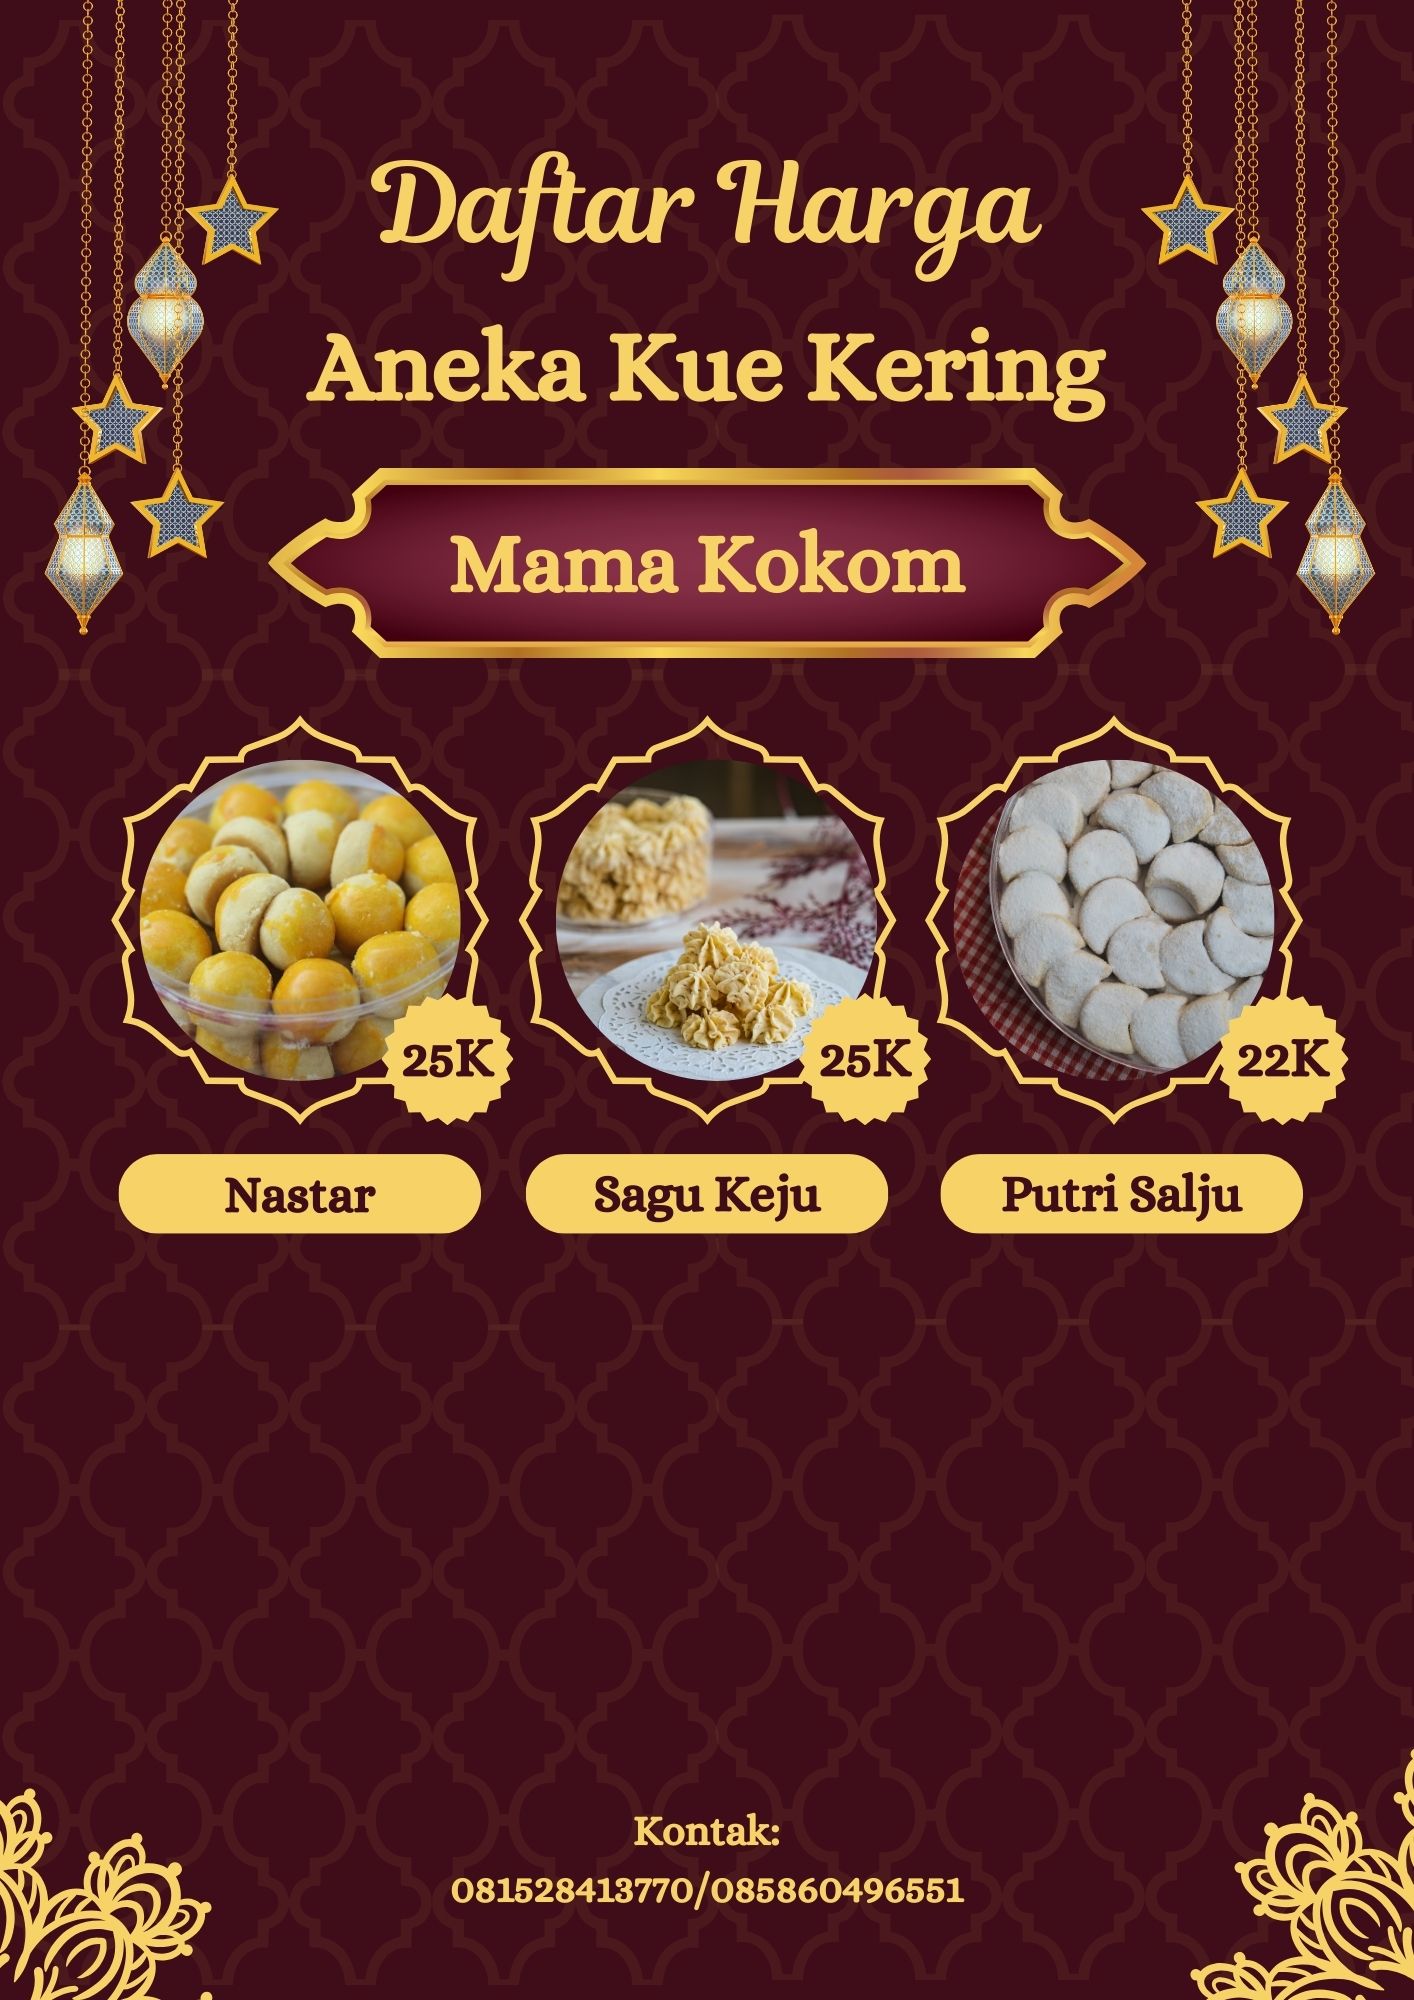 Daftar Harga
Aneka Kue Kering
Mama Kokom
25K
25K
22K
Nastar
Sagu Keju
Putri Salju
Kontak:
081528413770/085860496551